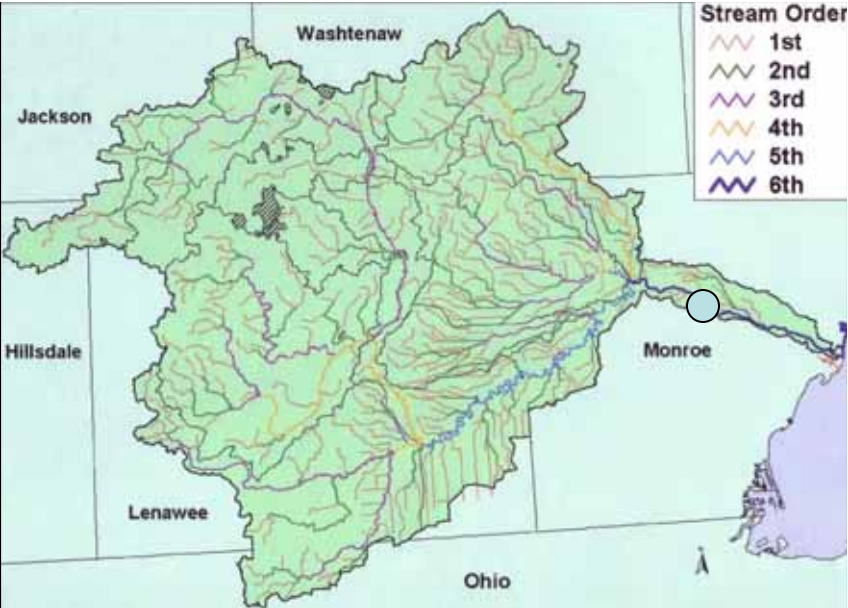 Stream Order
1st
2nd
3rd
4th
5th
6th
Washtenaw
Jackson
Hillsdale
Monroe
Lenawee
Ohio